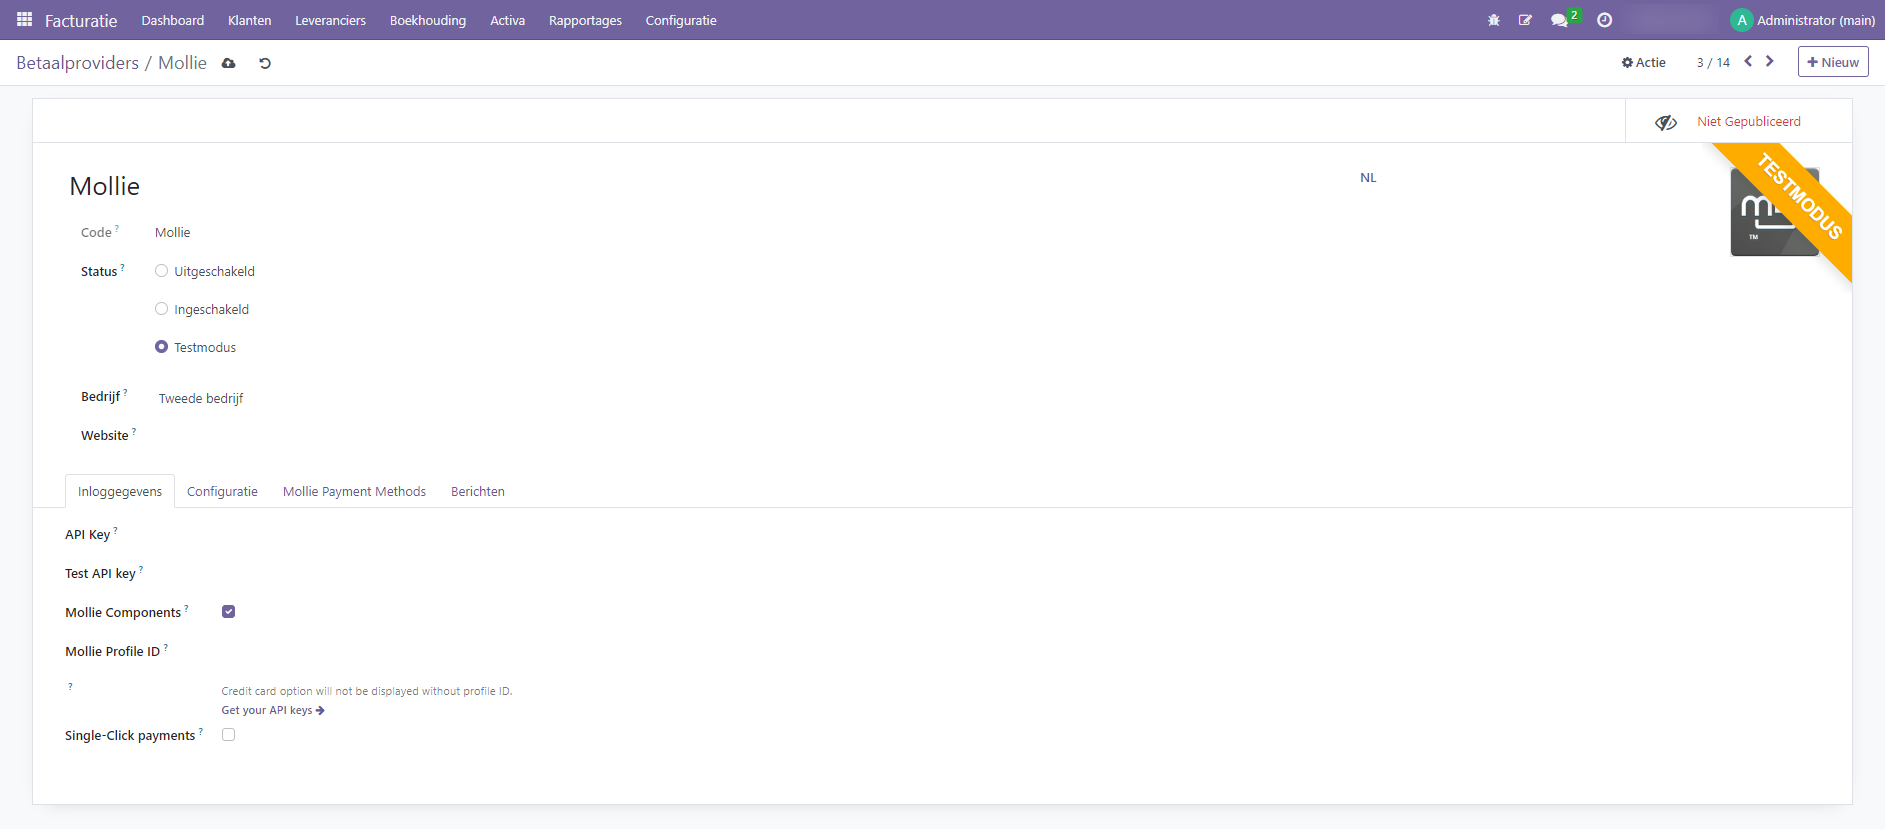 Facturatie Dashboard Klanten Leveranciers Boekhouding Activa Rapportages Configuratie 2 A Administrator (main)
Betaalproviders / Mollie Actie 3 / 14 Nieuw
Niet Gepubliceerd
TESTMODUS
Mollie NL
TM
Code ? Mollie
Status ? Uitgeschakeld
Ingeschakeld
Testmodus
Bedrijf ? Tweede bedrijf
Website ?
Inloggegevens Configuratie Mollie Payment Methods Berichten
API Key ?
Test API key ?
Mollie Components ?
Mollie Profile ID ?
?
Credit card option will not be displayed without profile ID.
Get your API keys
Single-Click payments ?